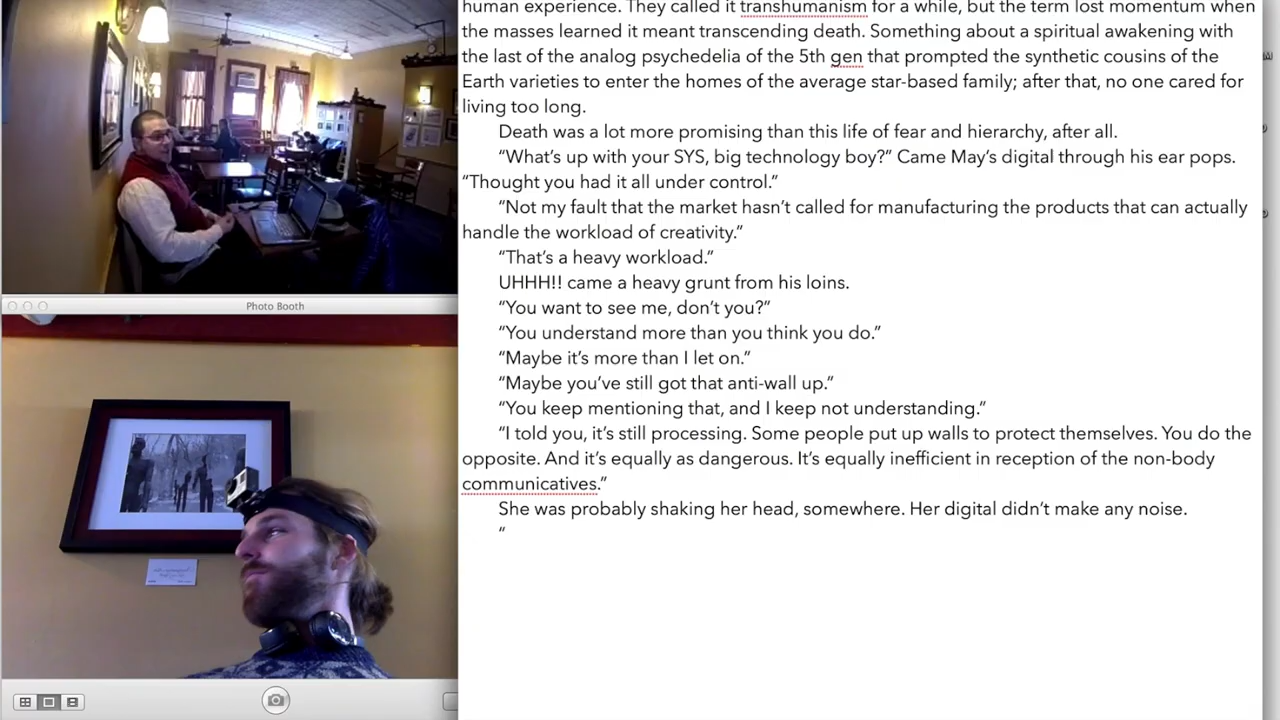 human experience. They called it transhumanism for a while, but the term lost momentum when
the masses learned it meant transcending death. Something about a spiritual awakening with
the last of the analog psychedelia of the 5th gen that prompted the synthetic cousins of the
Earth varieties to enter the homes of the average star-based family; after that, no one cared for
living too long.
Death was a lot more promising than this life of fear and hierarchy, after all.
“What’s up with your SYS, big technology boy?” Came May’s digital through his ear pops.
“Thought you had it all under control.”
“Not my fault that the market hasn’t called for manufacturing the products that can actually
handle the workload of creativity.”
“That’s a heavy workload.”
UHHH!! came a heavy grunt from his loins.
“You want to see me, don’t you?”
“You understand more than you think you do.”
“Maybe it’s more than I let on.”
“Maybe you’ve still got that anti-wall up.”
“You keep mentioning that, and I keep not understanding.”
“I told you, it’s still processing. Some people put up walls to protect themselves. You do the
opposite. And it’s equally as dangerous. It’s equally inefficient in reception of the non-body
communicatives.”
She was probably shaking her head, somewhere. Her digital didn’t make any noise.
“
Photo Booth